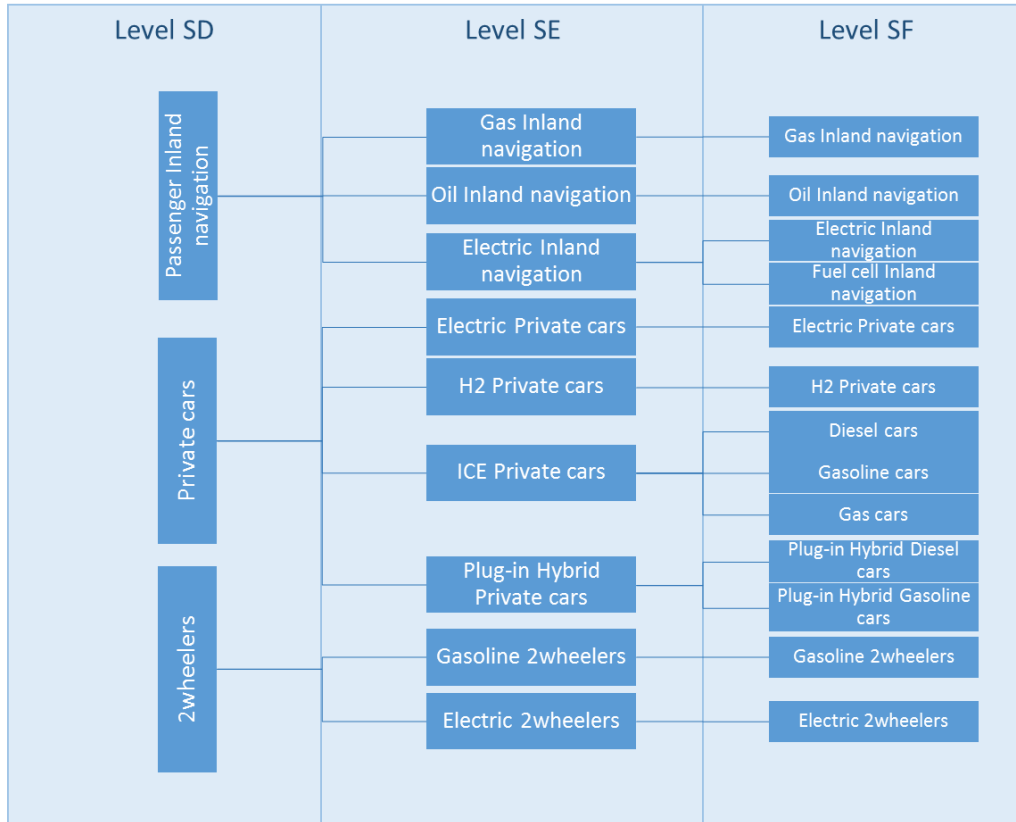 Level SD
Level SE
Level SF
Passenger Inland
navigation
Gas Inland
navigation
Gas Inland navigation
Oil Inland navigation
Oil Inland navigation
Electric Inland
navigation
Electric Inland
navigation
Fuel cell Inland
navigation
Private cars
Electric Private cars
Electric Private cars
H2 Private cars
H2 Private cars
ICE Private cars
Diesel cars
Gasoline cars
Gas cars
Plug-in Hybrid
Private cars
Plug-in Hybrid Diesel
cars
Plug-in Hybrid Gasoline
cars
2wheelers
Gasoline 2wheelers
Gasoline 2wheelers
Electric 2wheelers
Electric 2wheelers